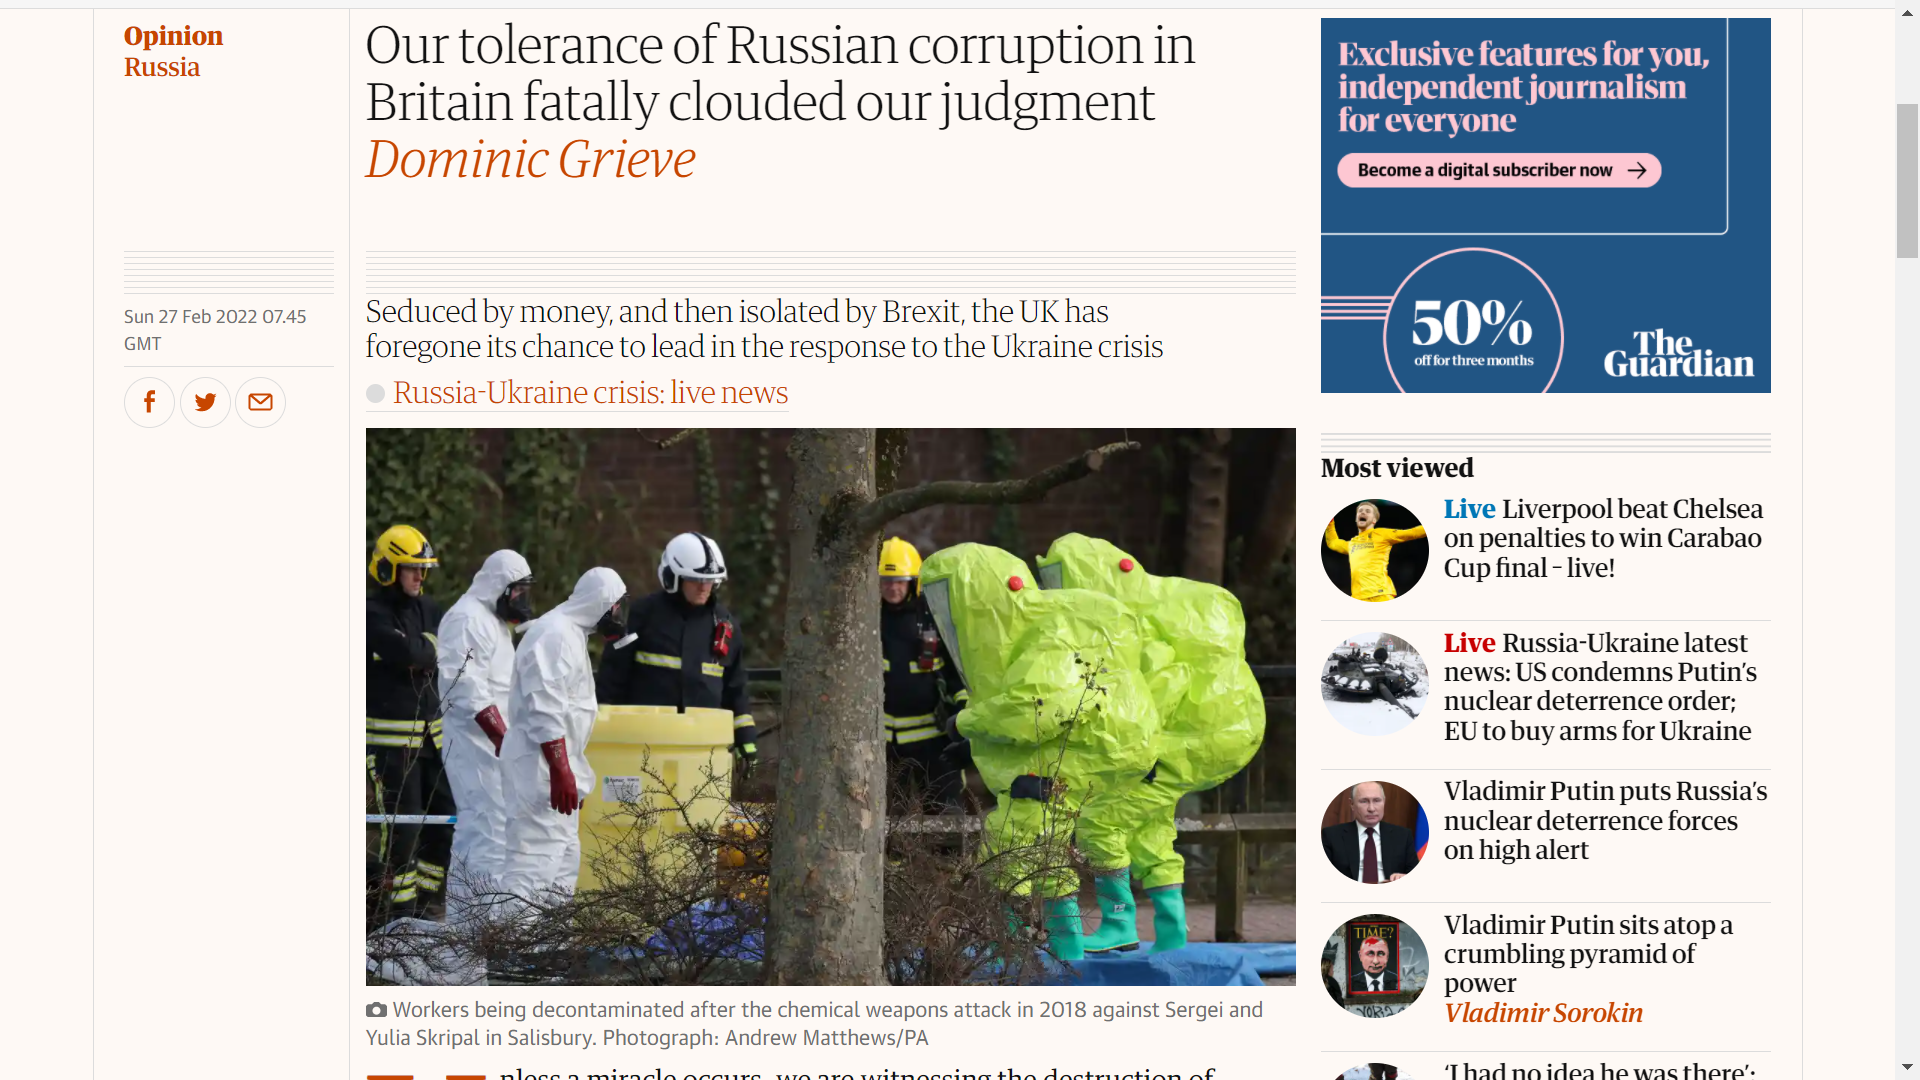 Opinion
Russia
Our tolerance of Russian corruption in
Britain fatally clouded our judgment
Dominic Grieve
Sun 27 Feb 2022 07.45
GMT
Seduced by money, and then isolated by Brexit, the UK has
foregone its chance to lead in the response to the Ukraine crisis
Russia-Ukraine crisis: live news
Workers being decontaminated after the chemical weapons attack in 2018 against Sergei and
Yulia Skripal in Salisbury. Photograph: Andrew Matthews/PA
nless a miracle occurs, we are witnessing the destruction of
Exclusive features for you,
independent journalism
for everyone
Become a digital subscriber now
50%
off for three months
The
Guardian
Most viewed
Live Liverpool beat Chelsea
on penalties to win Carabao
Cup final – live!
Live Russia-Ukraine latest
news: US condemns Putin’s
nuclear deterrence order;
EU to buy arms for Ukraine
Vladimir Putin puts Russia’s
nuclear deterrence forces
on high alert
TIME?
Vladimir Putin sits atop a
crumbling pyramid of
power
Vladimir Sorokin
‘I had no idea he was there’: